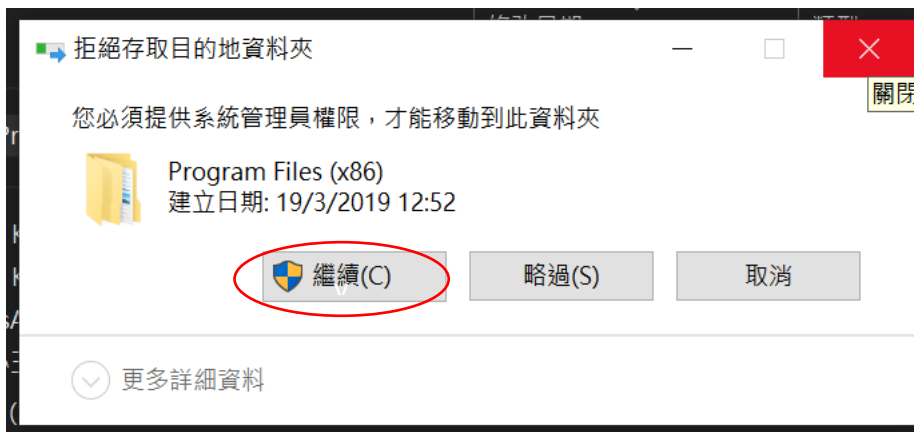 拒絕存取目的地資料夾
關閉
您必須提供系統管理員權限，才能移動到此資料夾
Program Files (x86)
建立日期: 19/3/2019 12:52
繼續(C)
略過(S)
取消
更多詳細資料